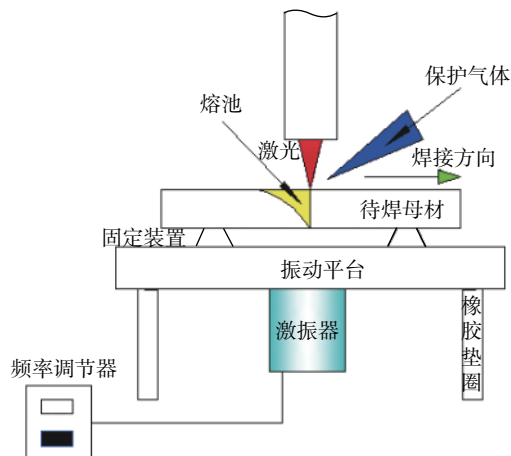 保护气体
熔池
激光
焊接方向
待焊母材
固定装置
振动平台
激振器
橡胶垫圈
频率调节器